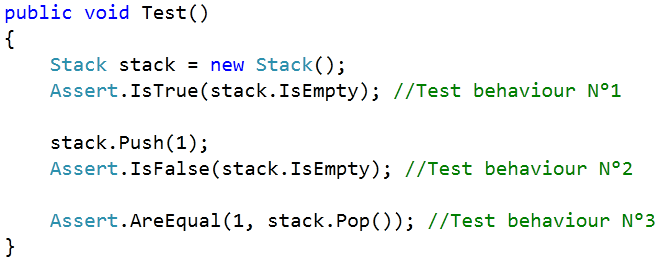 public void Test()
{
Stack stack = new Stack();
Assert.IsTrue(stack.IsEmpty); //Test behaviour N°1
stack.Push(1);
Assert.IsFalse(stack.IsEmpty); //Test behaviour N°2
Assert.AreEqual(1, stack.Pop()); //Test behaviour N°3
}